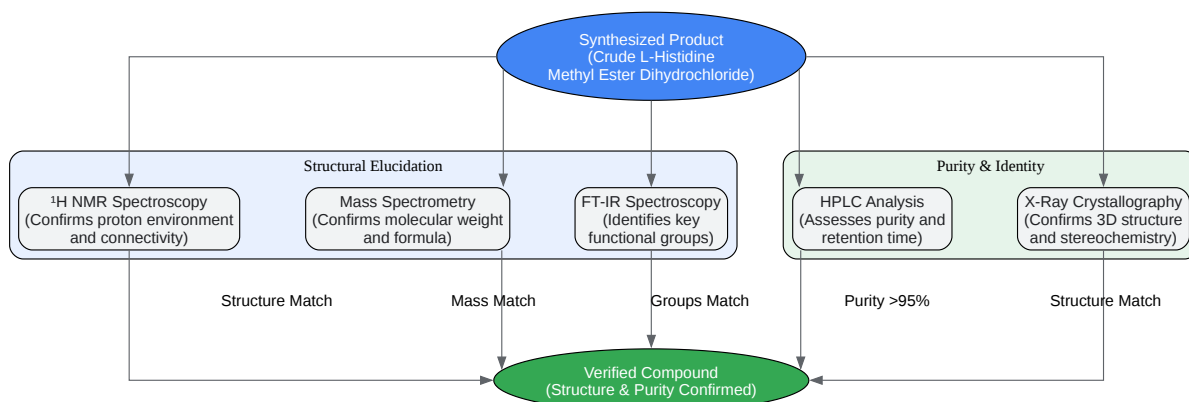 Synthesized Product
(Crude L-Histidine
Methyl Ester Dihydrochloride)
Structural Elucidation
Purity & Identity
¹H NMR Spectroscopy
(Confirms proton environment
and connectivity)
Mass Spectrometry
(Confirms molecular weight
and formula)
FT-IR Spectroscopy
(Identifies key
functional groups)
HPLC Analysis
(Assesses purity and
retention time)
X-Ray Crystallography
(Confirms 3D structure
and stereochemistry)
Structure Match
Mass Match
Groups Match
Purity >95%
Structure Match
Verified Compound
(Structure & Purity Confirmed)